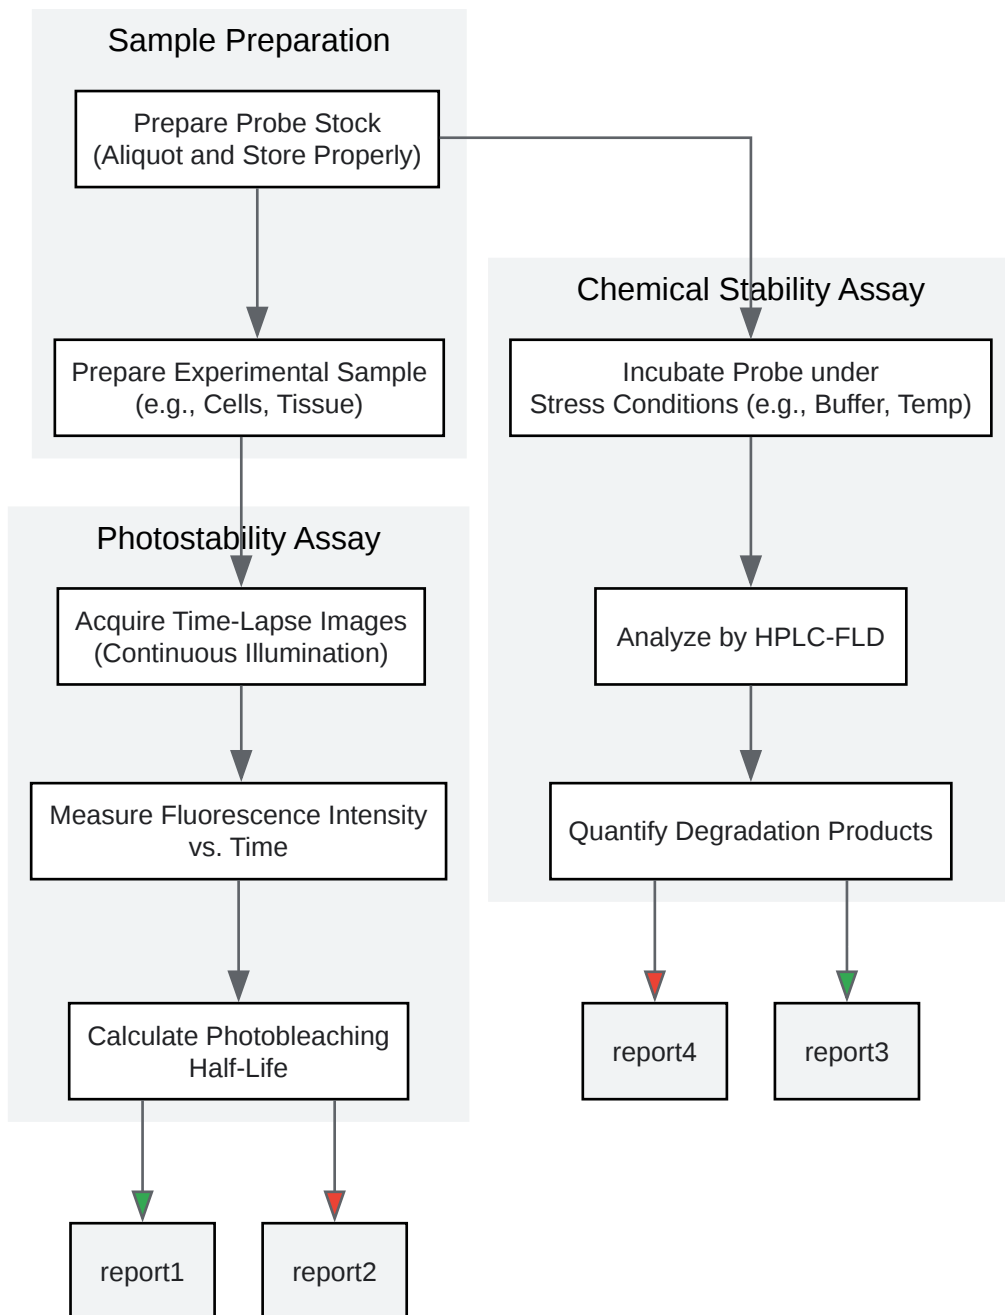 Sample Preparation
Prepare Probe Stock
(Aliquot and Store Properly)
Prepare Experimental Sample
(e.g., Cells, Tissue)
Chemical Stability Assay
Incubate Probe under
Stress Conditions (e.g., Buffer, Temp)
Photostability Assay
Acquire Time-Lapse Images
(Continuous Illumination)
Analyze by HPLC-FLD
Measure Fluorescence Intensity
vs. Time
Quantify Degradation Products
Calculate Photobleaching
Half-Life
report4
report3
report1
report2